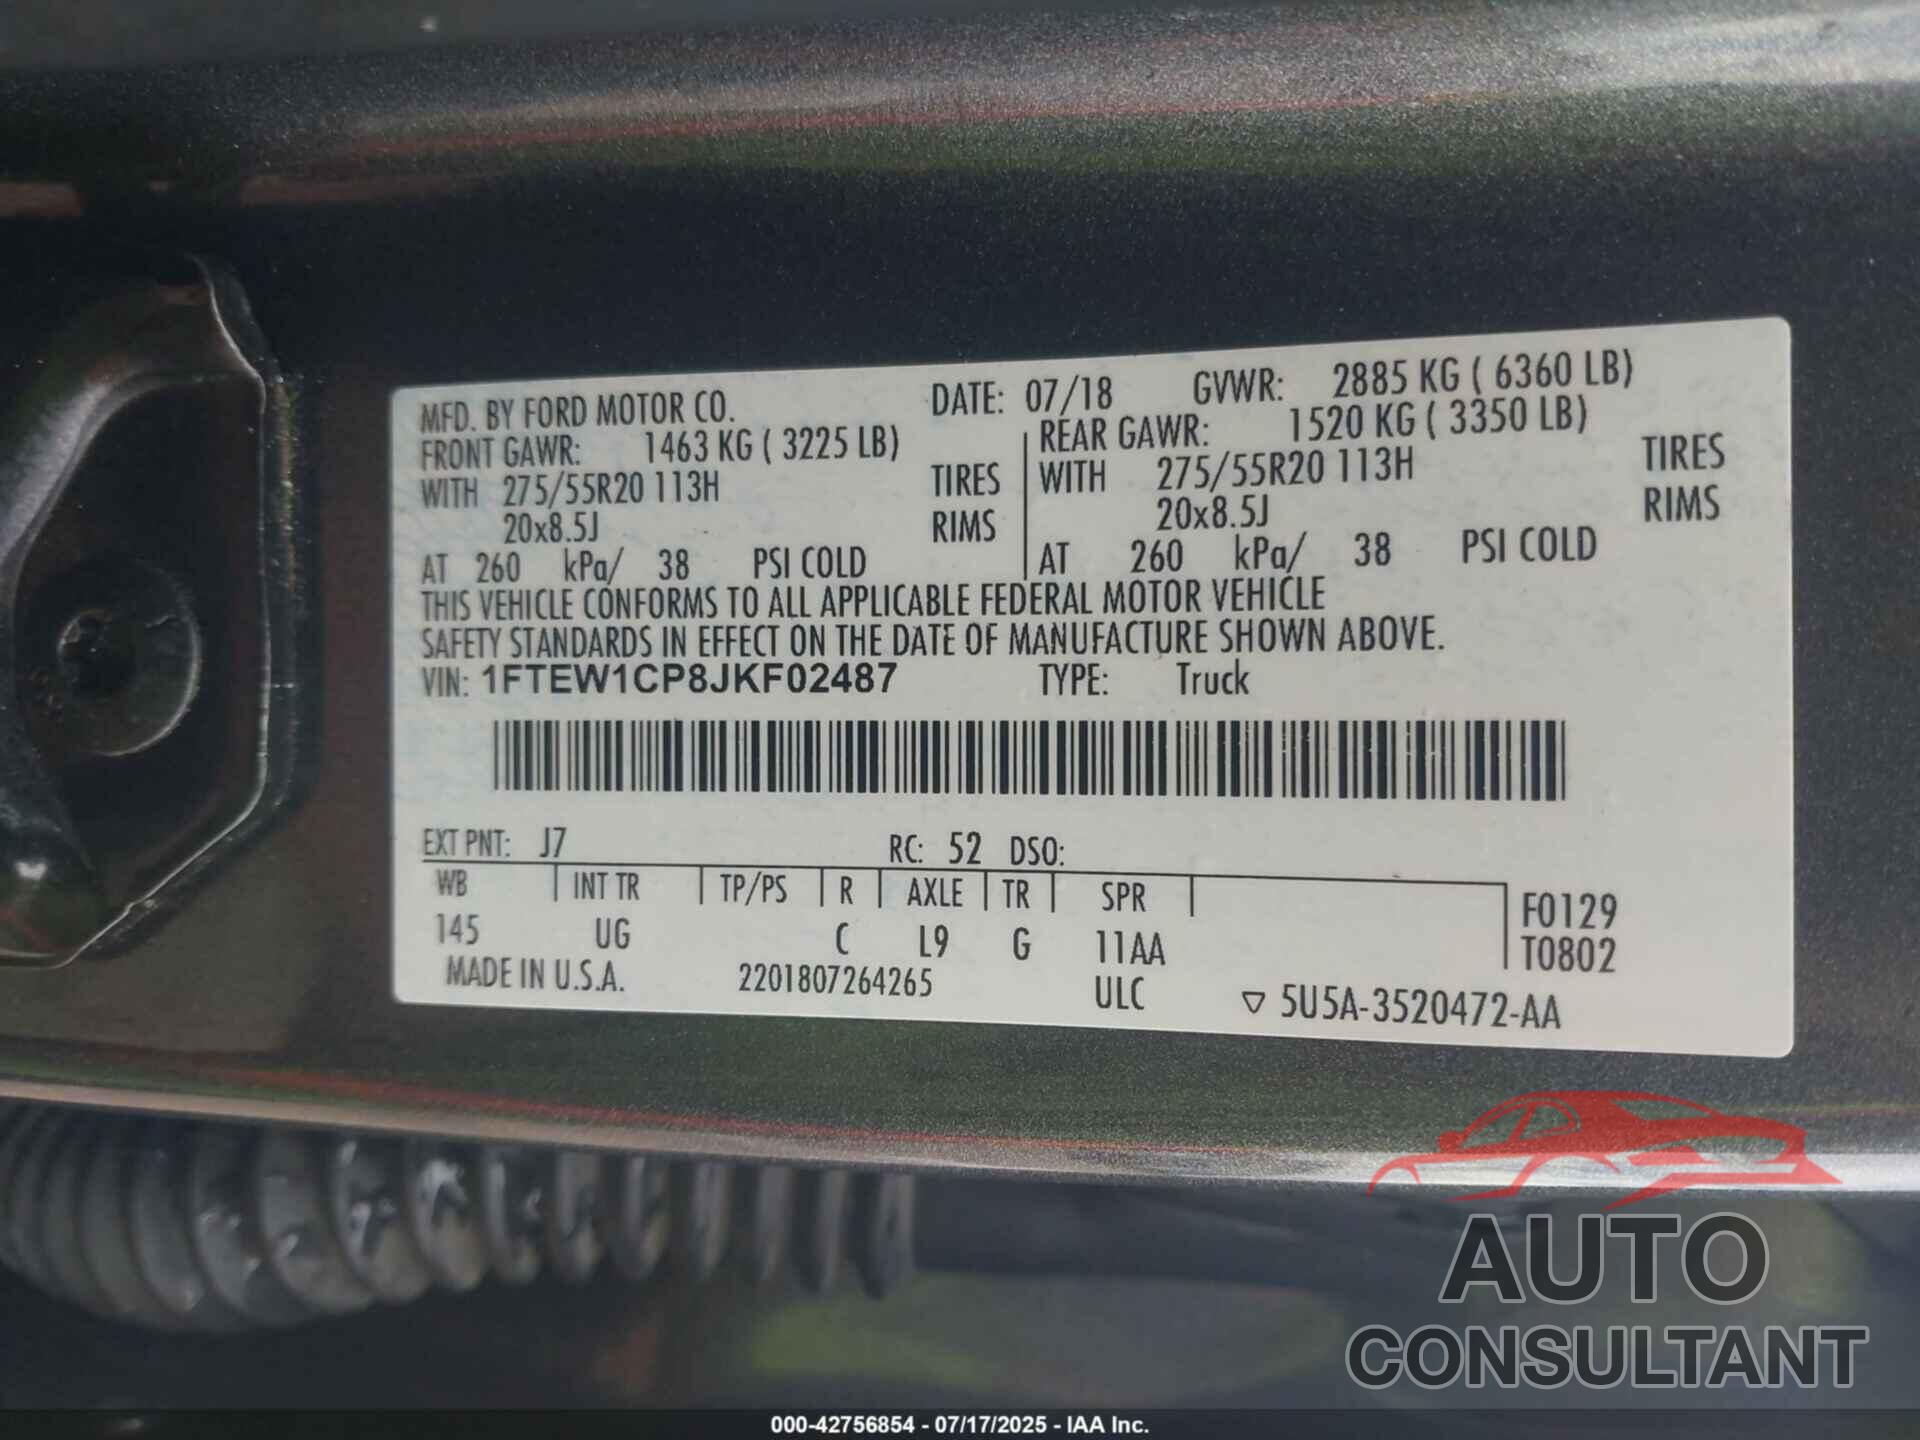 MFD. BY FORD MOTOR CO. DATE: 07/18 GVWR: 2885 KG ( 6360 LB)
FRONT GAWR: 1463 KG ( 3225 LB) REAR GAWR: 1520 KG ( 3350 LB)
WITH 275/55R20 113H TIRES WITH 275/55R20 113H TIRES
20x8.5J RIMS 20x8.5J RIMS
AT 260 kPa/ 38 PSI COLD AT 260 kPa/ 38 PSI COLD
THIS VEHICLE CONFORMS TO ALL APPLICABLE FEDERAL MOTOR VEHICLE
SAFETY STANDARDS IN EFFECT ON THE DATE OF MANUFACTURE SHOWN ABOVE.
VIN: 1FTEW1CP8JKF02487 TYPE: Truck
EXT PNT: J7 RC: 52 DSO:
WB INT TR TP/PS R AXLE TR SPR F0129
145 UG C L9 G 11AA T0802
MADE IN U.S.A. 2201807264265 ULC ▽ 5U5A-3520472-AA
AUTO
CONSULTANT
000-42756854 - 07/17/2025 - IAA Inc.